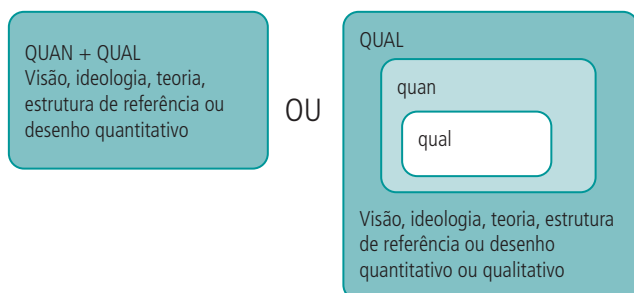 QUAN + QUAL
Visão, ideologia, teoria,
estrutura de referência ou
desenho quantitativo
OU
QUAL
quan
qual
Visão, ideologia, teoria, estrutura
de referência ou desenho
quantitativo ou qualitativo